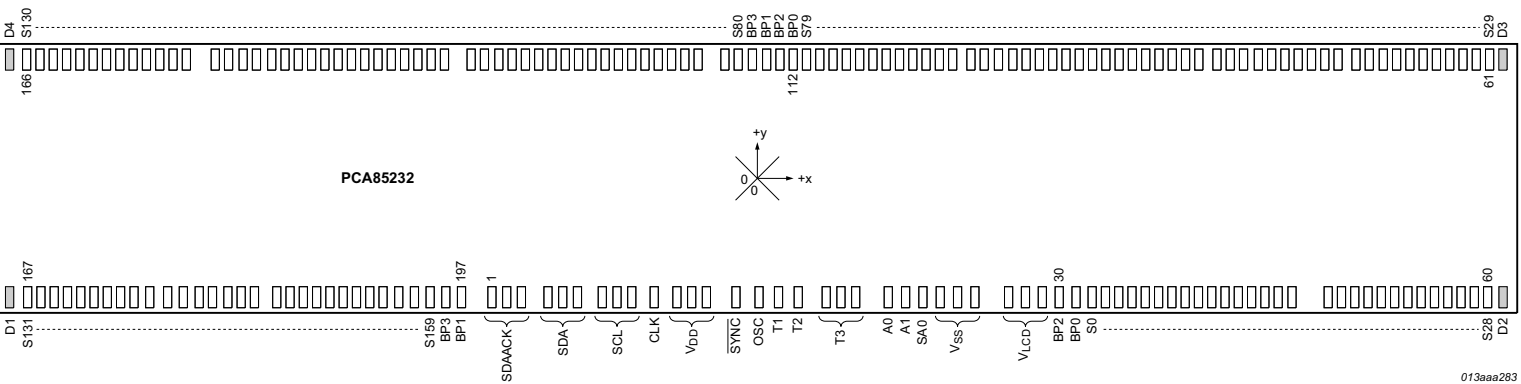 D4 S130 S80 BP3 BP1 BP2 BP0 S79 S29 D3
166 112 61
+y
PCA85232 0 +x
0
167 197 1 30 60
D1 S131 S159 BP3 BP1 SDAACK SDA SCL CLK VDD SYNC OSC T1 T2 T3 A0 A1 SA0 VSS VLCD BP2 BP0 S0 S28 D2
013aaa283